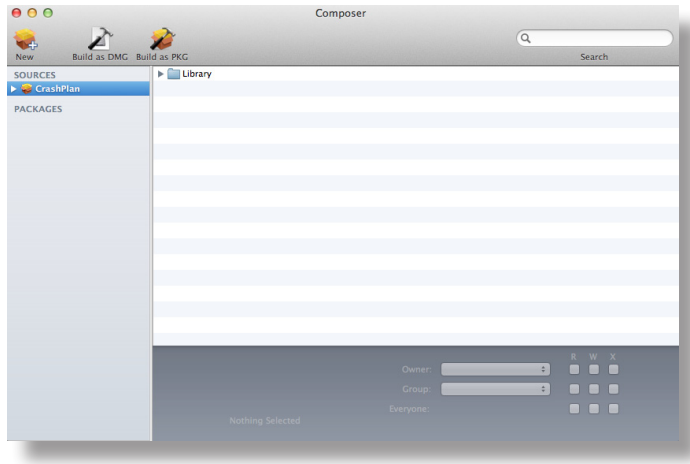 Composer
New Build as DMG Build as PKG Search
SOURCES
CrashPlan
PACKAGES
Library
R W X
Owner:
Group:
Everyone:
Nothing Selected